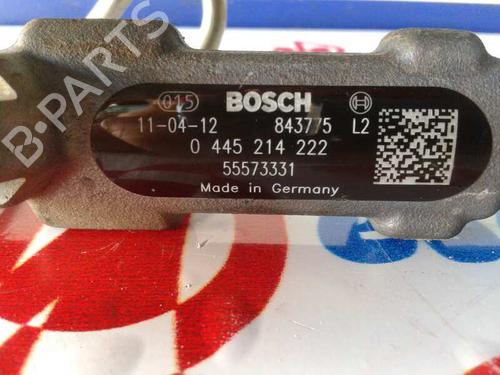 B-PARTS
015 BOSCH
11-04-12 843775 L2
0 445 214 222
55573331
Made in Germany